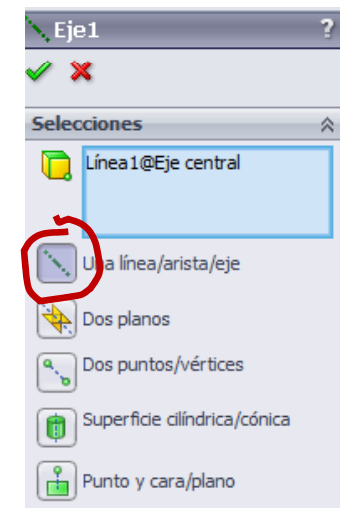 Eje1 ?
Selecciones
Línea1@Eje central
Una línea/arista/eje
Dos planos
Dos puntos/vértices
Superficie cilíndrica/cónica
Punto y cara/plano